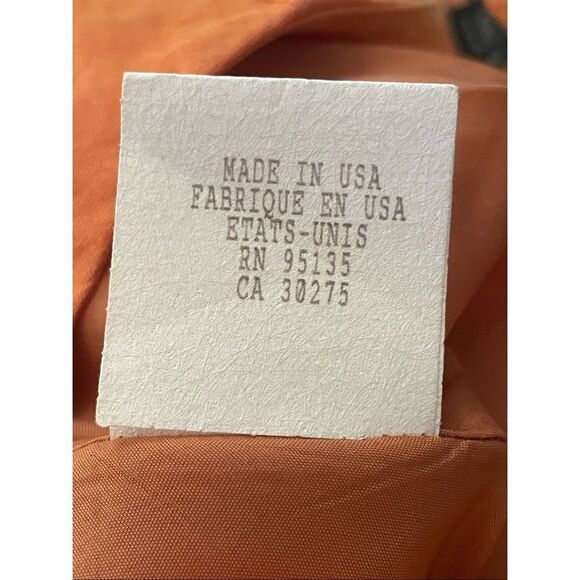 MADE IN USA
FABRIQUE EN USA
ETATS-UNIS
RN 95135
CA 30275